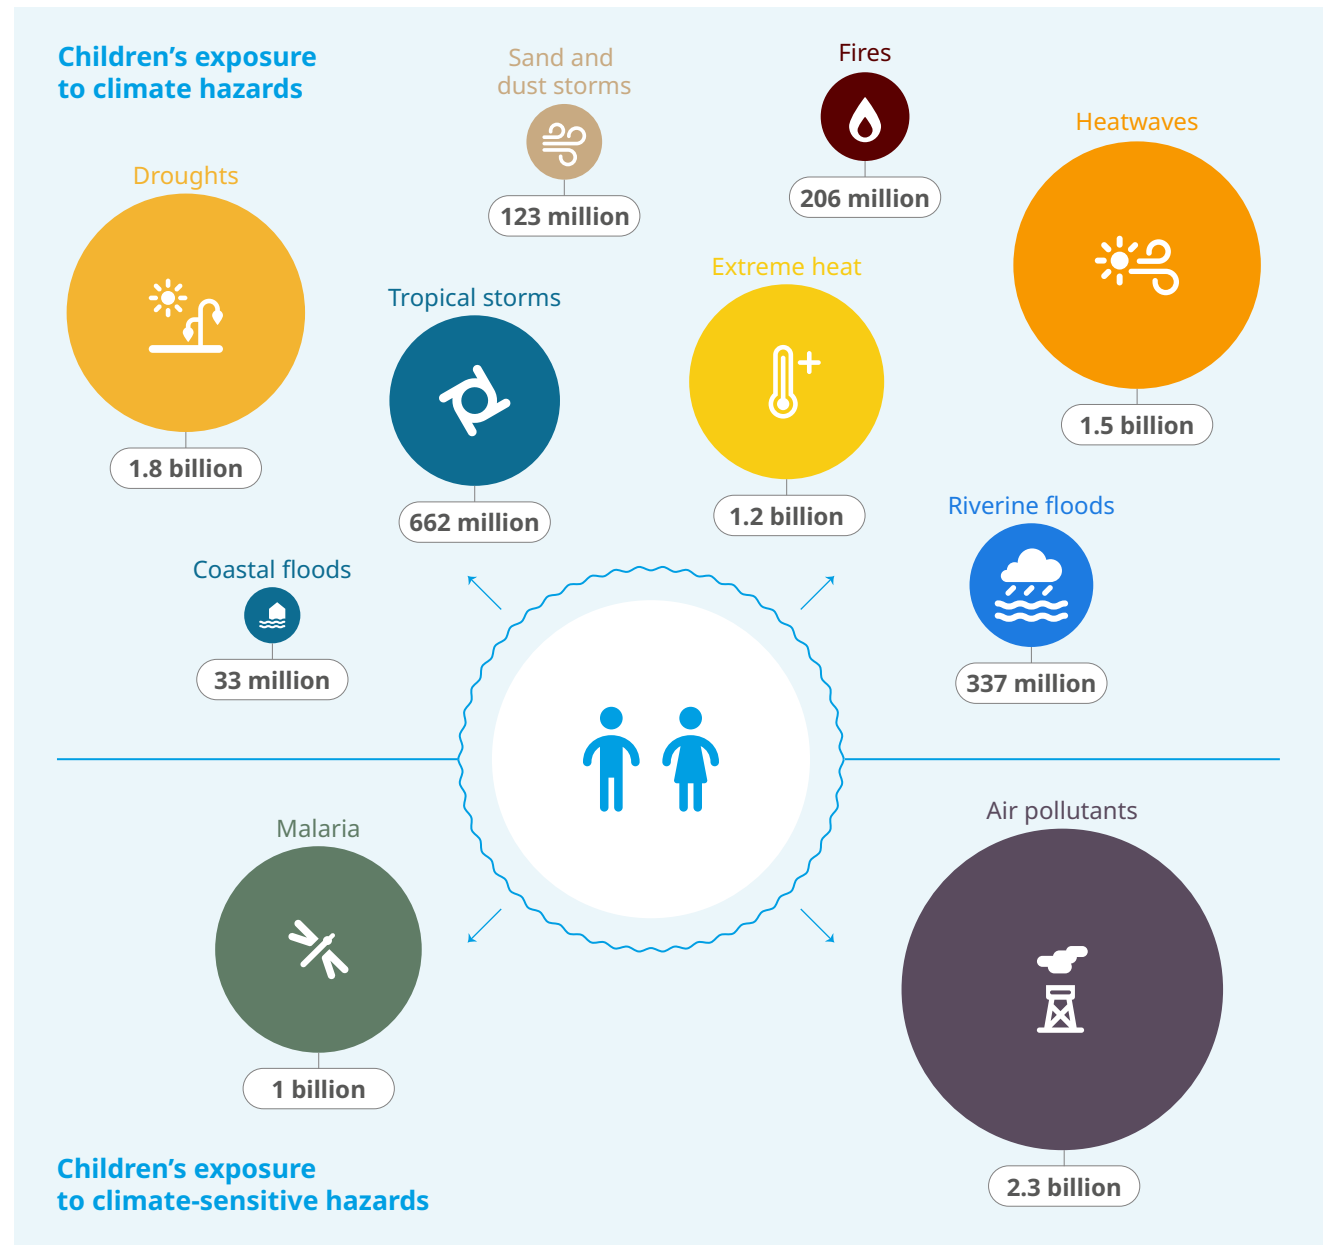 Children’s exposure
to climate hazards
Sand and
dust storms
123 million
Fires
206 million
Heatwaves
1.5 billion
Droughts
1.8 billion
Tropical storms
662 million
Extreme heat
1.2 billion
Riverine floods
337 million
Coastal floods
33 million
Malaria
1 billion
Air pollutants
2.3 billion
Children’s exposure
to climate-sensitive hazards